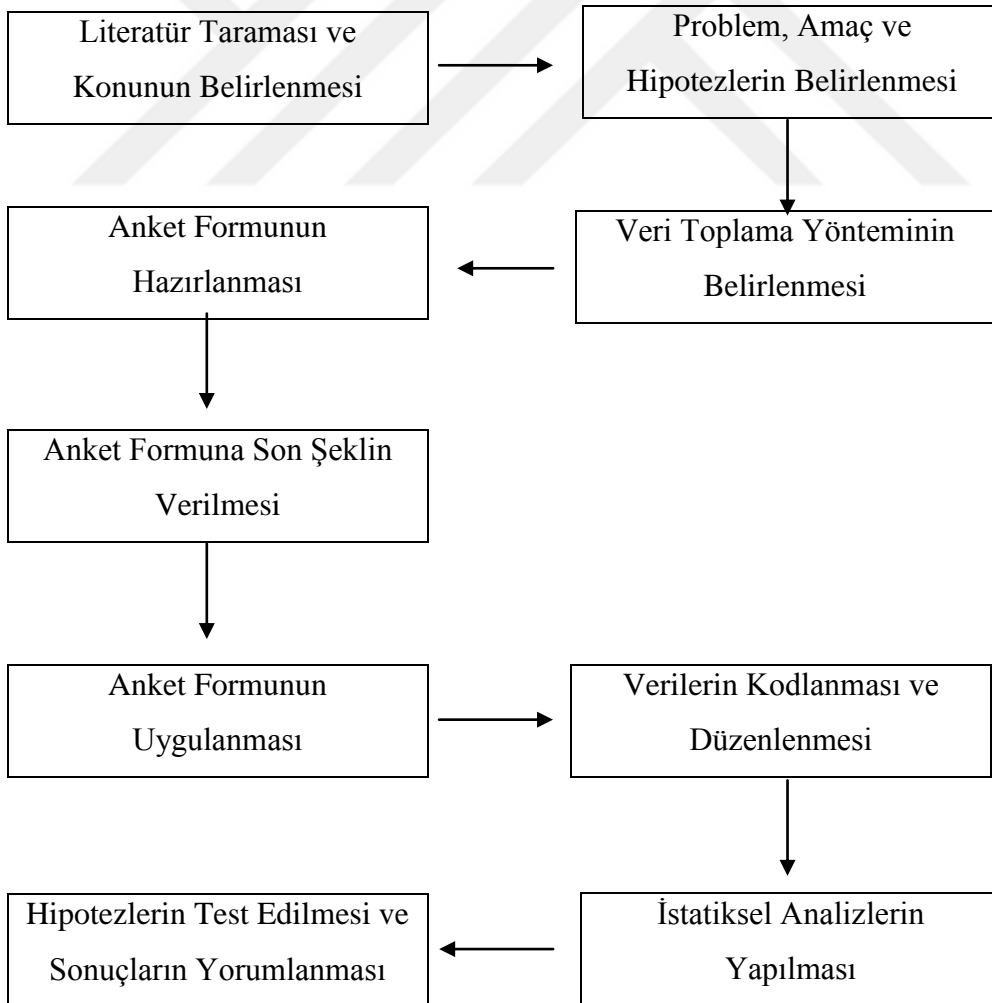 Literatür Taraması ve
Konunun Belirlenmesi
Problem, Amaç ve
Hipotezlerin Belirlenmesi
Veri Toplama Yönteminin
Belirlenmesi
Anket Formunun
Hazırlanması
Anket Formuna Son Şeklin
Verilmesi
Anket Formunun
Uygulanması
Verilerin Kodlanması ve
Düzenlenmesi
İstatiksel Analizlerin
Yapılması
Hipotezlerin Test Edilmesi ve
Sonuçların Yorumlanması